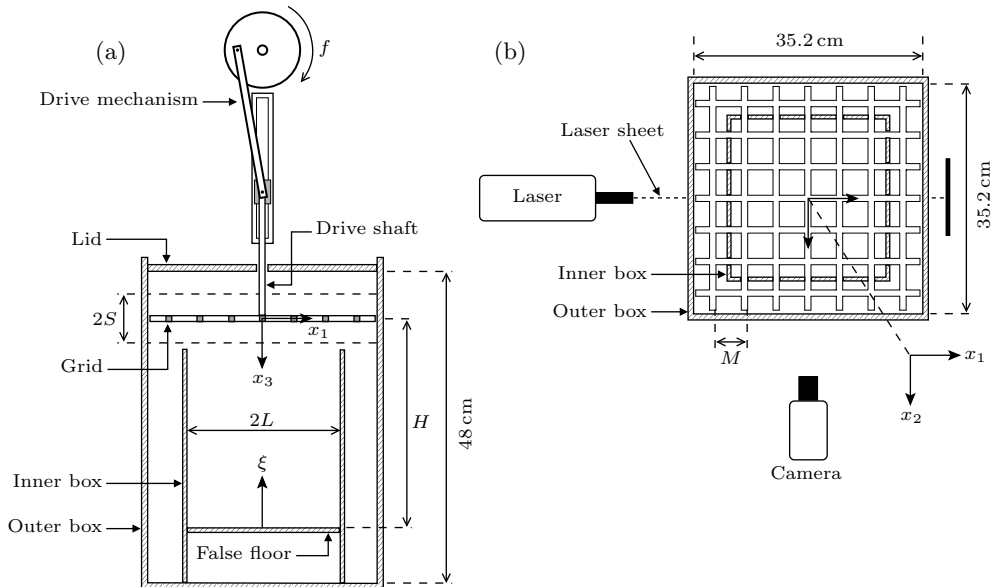 (a)
f
Drive mechanism
Drive shaft
Lid
2S
x₁
Grid
x₃
2L
H
48 cm
ξ
Inner box
Outer box
False floor
(b)
35.2 cm
Laser sheet
Laser
35.2 cm
Inner box
Outer box
M
x₁
x₂
Camera